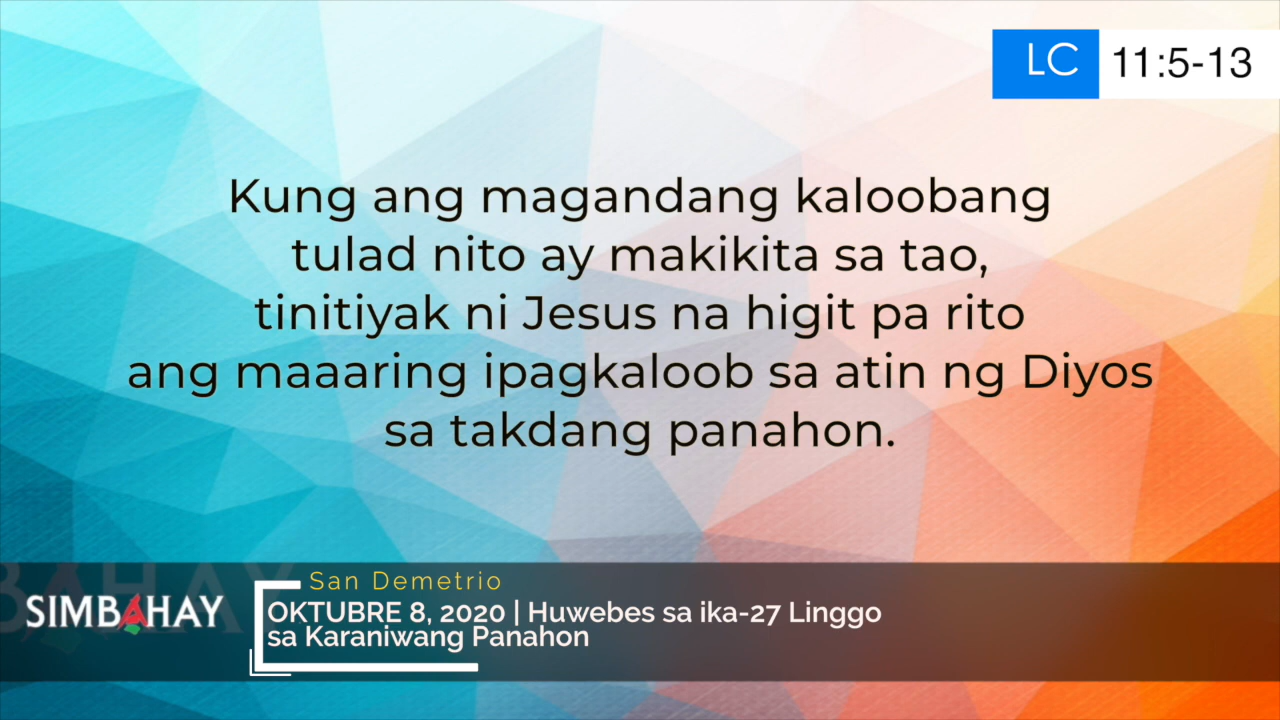 LC 11:5-13
Kung ang magandang kaloobang
tulad nito ay makikita sa tao,
tinitiyak ni Jesus na higit pa rito
ang maaaring ipagkaloob sa atin ng Diyos
sa takdang panahon.
San Demetrio
SIMBAHAY
OKTUBRE 8, 2020 | Huwebes sa ika-27 Linggo
sa Karaniwang Panahon